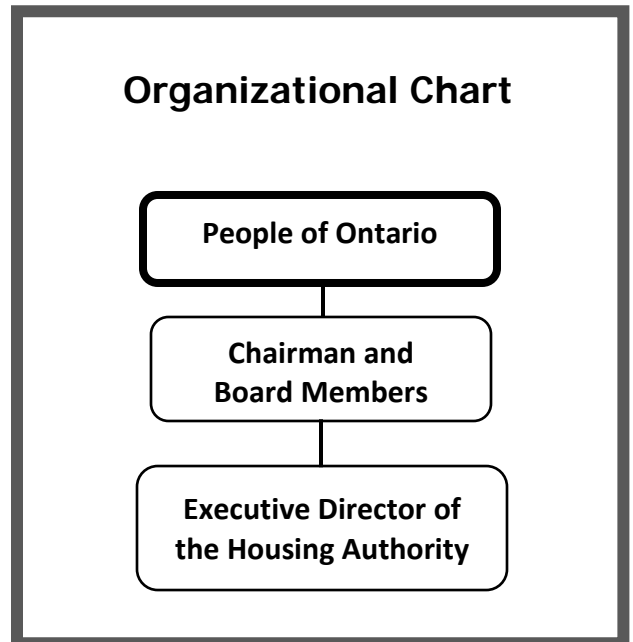 Organizational Chart
People of Ontario
Chairman and
Board Members
Executive Director of
the Housing Authority